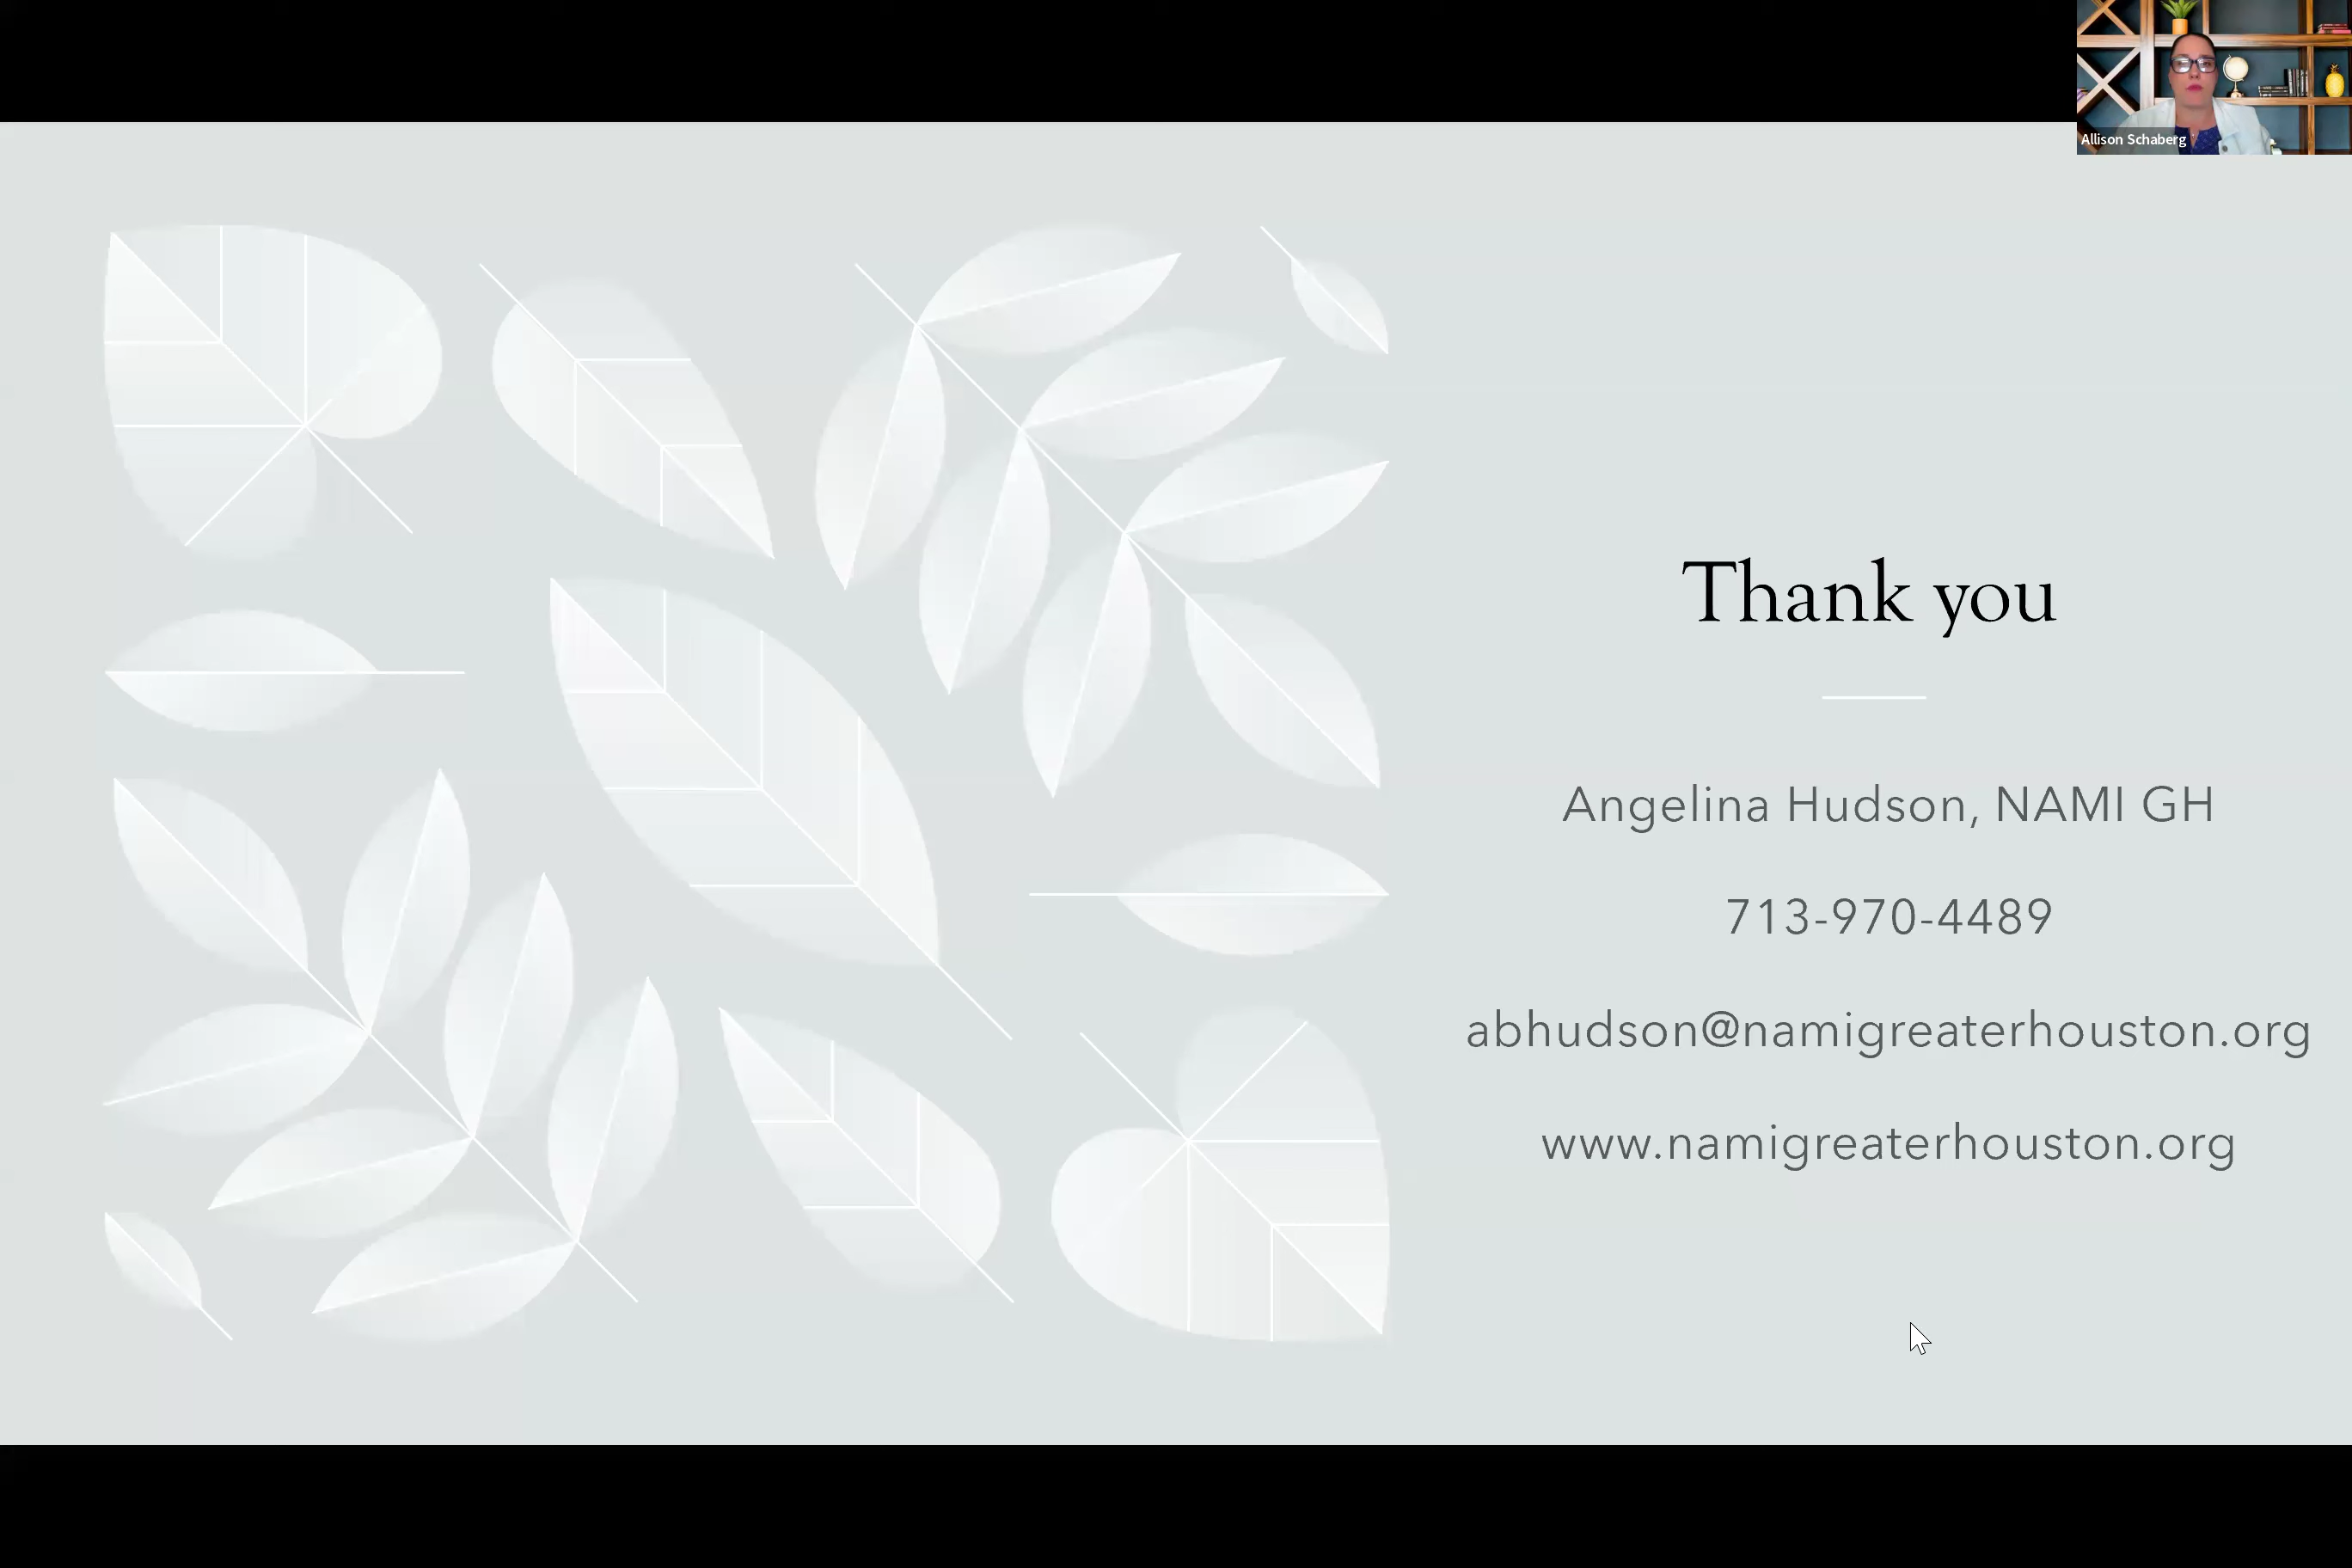 Allison Schaberg
Thank you
Angelina Hudson, NAMI GH
713-970-4489
abhudson@namigreaterhouston.org
www.namigreaterhouston.org